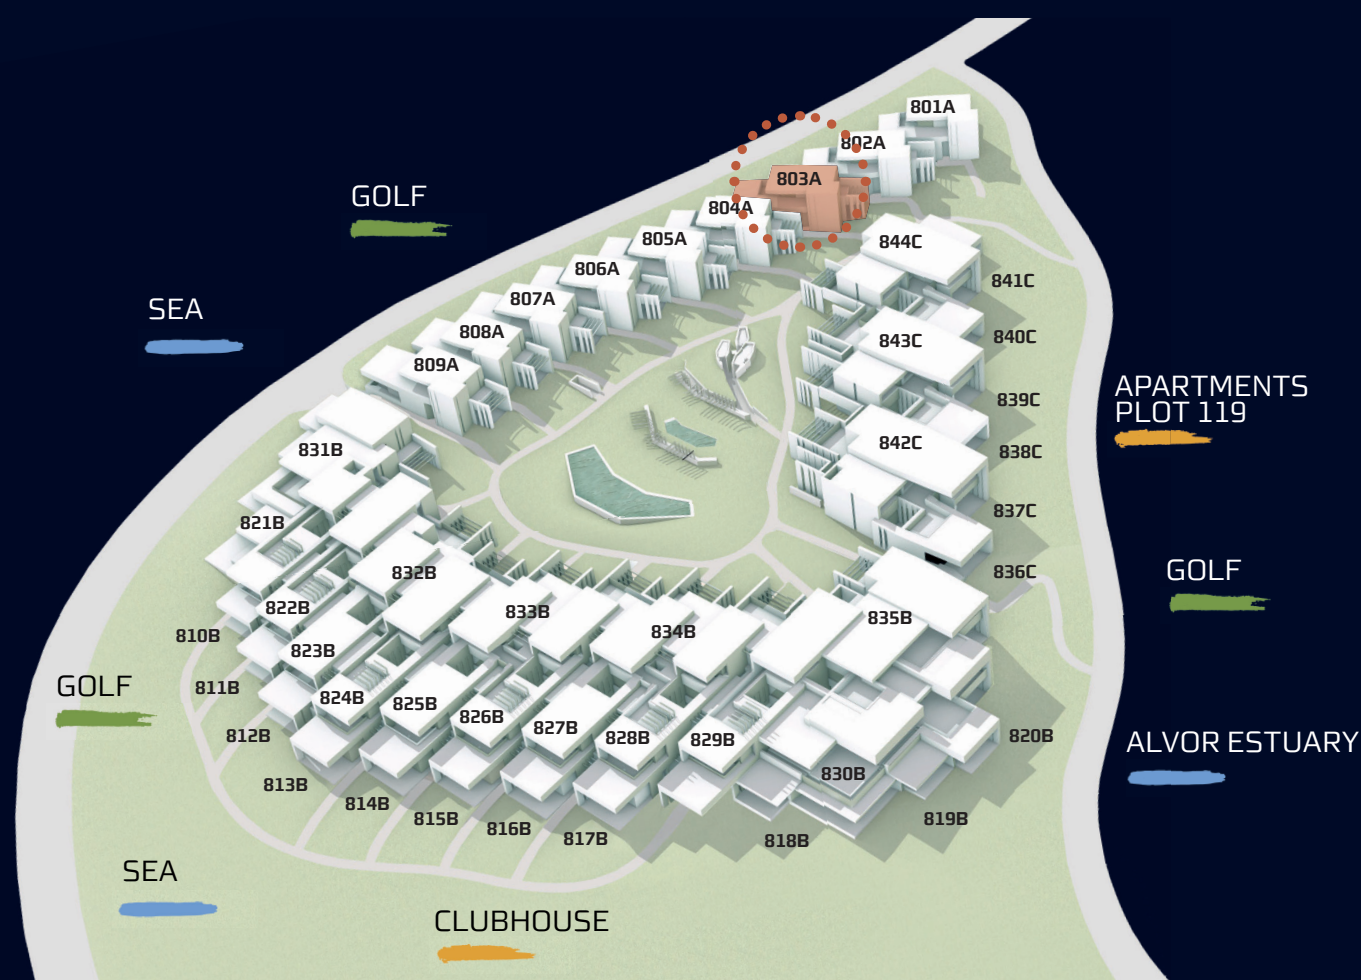 801A
802A
803A
804A
805A
806A
807A
808A
809A
GOLF
SEA
844C
841C
843C
840C
839C
842C
838C
837C
836C
APARTMENTS
PLOT 119
GOLF
ALVOR ESTUARY
831B
821B
832B
822B
833B
834B
835B
810B
823B
811B
824B
825B
826B
827B
828B
829B
830B
820B
GOLF
812B
813B
814B
815B
816B
817B
818B
819B
SEA
CLUBHOUSE